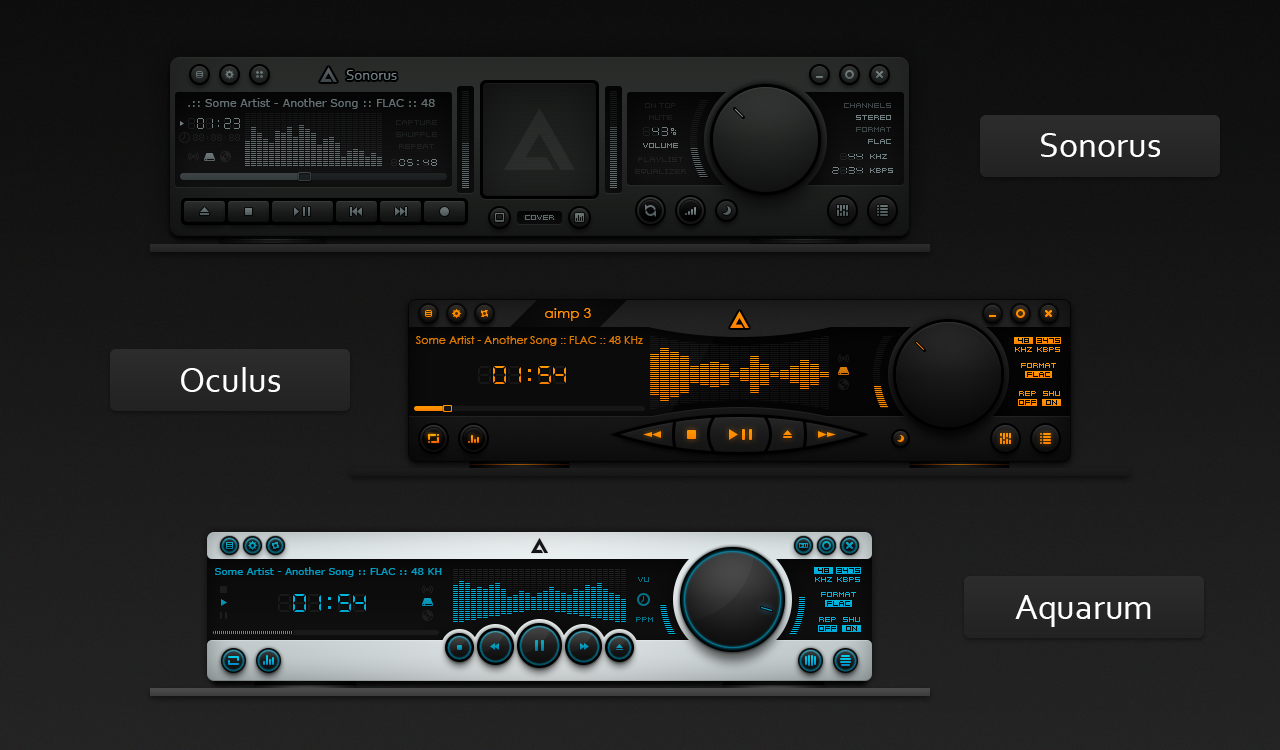 Sonorus
.:: Some Artist - Another Song :: FLAC :: 48
01:23
CAPTURE
SHUFFLE
REPEAT
05:48
COVER
ON TOP
MUTE
43%
VOLUME
PLAYLIST
EQUALIZER
CHANNELS
STEREO
FORMAT
FLAC
44 KHZ
2034 KBPS
Sonorus
aimp 3
Some Artist - Another Song :: FLAC :: 48 KHz
01:54
48 3475
KHZ KBPS
FORMAT
FLAC
REP SHU
OFF ON
Oculus
Some Artist - Another Song :: FLAC :: 48 KH
01:54
VU
PPM
48 3475
KHZ KBPS
FORMAT
FLAC
REP SHU
OFF ON
Aquarum